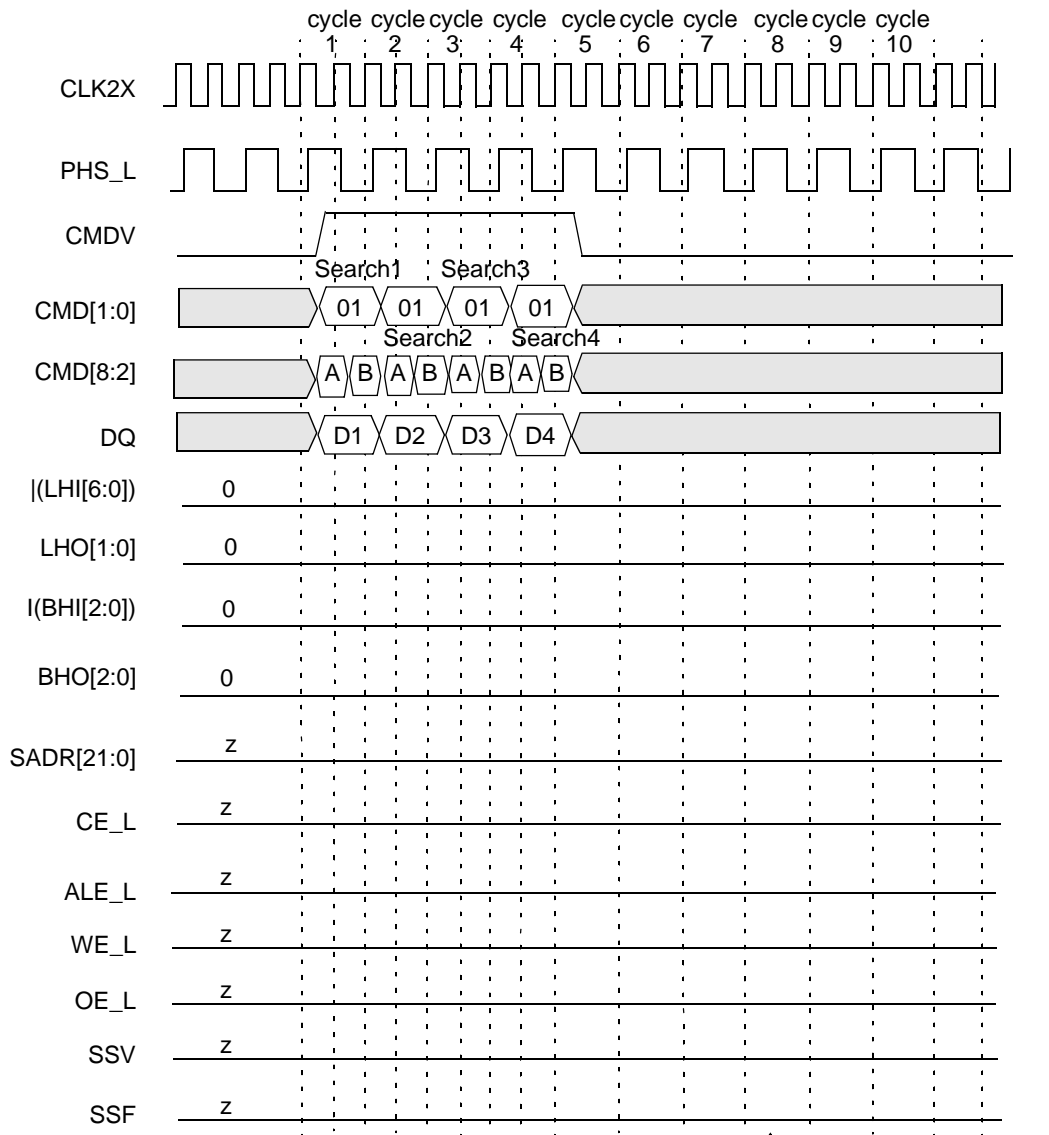 cycle cycle cycle cycle cycle cycle cycle cycle cycle cycle
1 2 3 4 5 6 7 8 9 10
CLK2X
PHS_L
CMDV
Search1 Search3
CMD[1:0] 01 01 01 01
Search2 Search4
CMD[8:2] A B A B A B A B
DQ D1 D2 D3 D4
|(LHI[6:0]) 0
LHO[1:0] 0
I(BHI[2:0]) 0
BHO[2:0] 0
SADR[21:0] z
CE_L z
ALE_L z
WE_L z
OE_L z
SSV z
SSF z